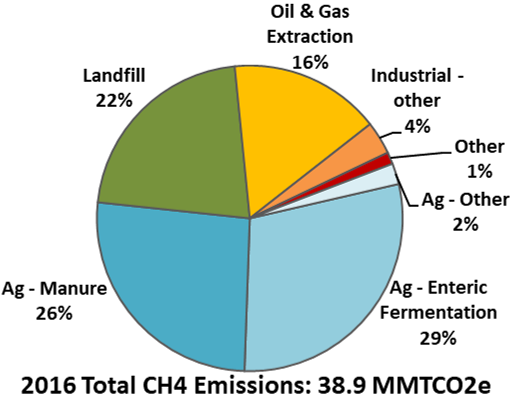 Oil & Gas
Extraction
16%
Industrial -
other
4%
Other
1%
Ag - Other
2%
Ag - Enteric
Fermentation
29%
Ag - Manure
26%
Landfill
22%
2016 Total CH4 Emissions: 38.9 MMTCO2e